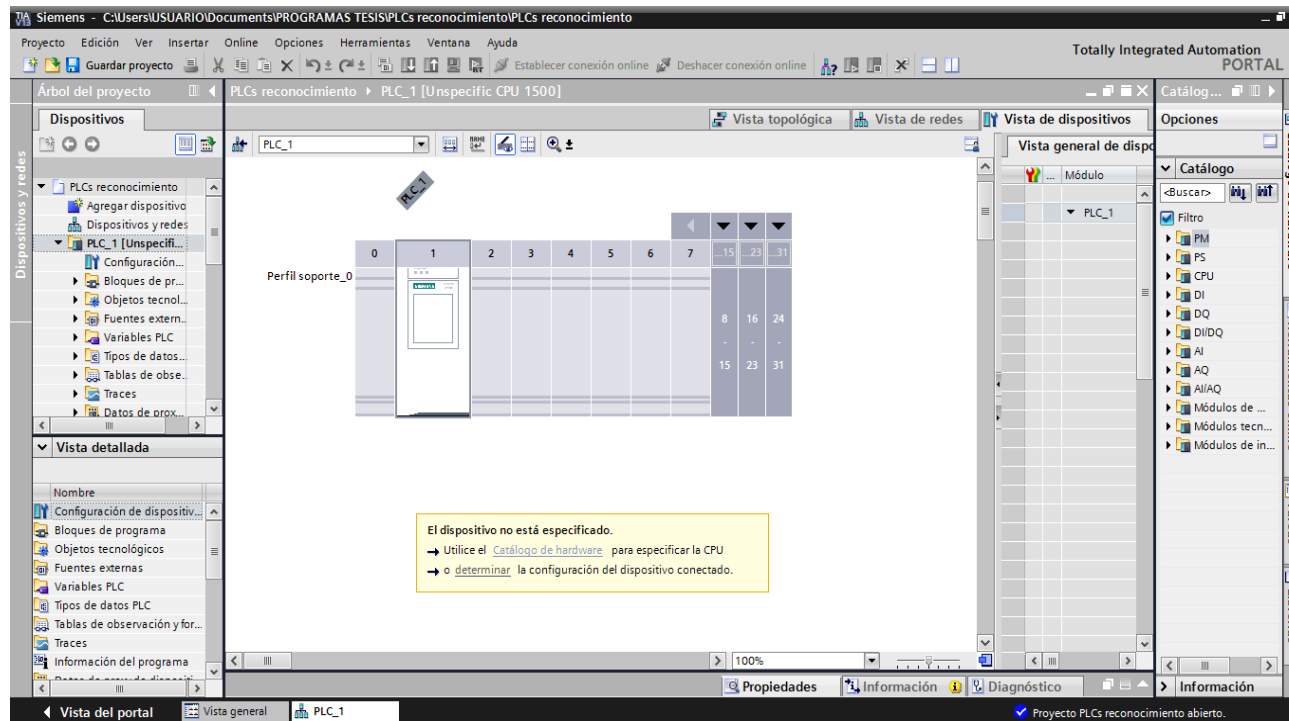 Siemens - C:\Users\USUARIO\Documents\PROGRAMAS TESIS\PLCs reconocimiento\PLCs reconocimiento
Proyecto Edición Ver Insertar Online Opciones Herramientas Ventana Ayuda
Totally Integrated Automation
PORTAL
Guardar proyecto Establecer conexión online Deshacer conexión online
Árbol del proyecto
PLCs reconocimiento PLC_1 [Unspecific CPU 1500]
Catálog...
Dispositivos
Vista topológica Vista de redes Vista de dispositivos
Opciones
PLC_1
Vista general de dispo
Dispositivos y redes
PLCs reconocimiento
Agregar dispositivo
Dispositivos y redes
PLC_1 [Unspecifi...
Configuración...
Bloques de pr...
Objetos tecnol...
Fuentes extern...
Variables PLC
Tipos de datos...
Tablas de obse...
Traces
Datos de prox...
PLC_1
...15 ...23 ...31
0 1 2 3 4 5 6 7
Perfil soporte_0
SIEMENS
8 16 24
- - -
15 23 31
El dispositivo no está especificado.
Utilice el Catálogo de hardware para especificar la CPU
o determinar la configuración del dispositivo conectado.
100%
... Módulo
PLC_1
Catálogo
<Buscar>
Filtro
PM
PS
CPU
DI
DQ
DI/DQ
AI
AQ
AI/AQ
Módulos de ...
Módulos tecn...
Módulos de in...
Vista detallada
Nombre
Configuración de dispositiv...
Bloques de programa
Objetos tecnológicos
Fuentes externas
Variables PLC
Tipos de datos PLC
Tablas de observación y for...
Traces
Información del programa
Propiedades Información Diagnóstico
Información
Vista del portal Vista general PLC_1
Proyecto PLCs reconocimiento abierto.